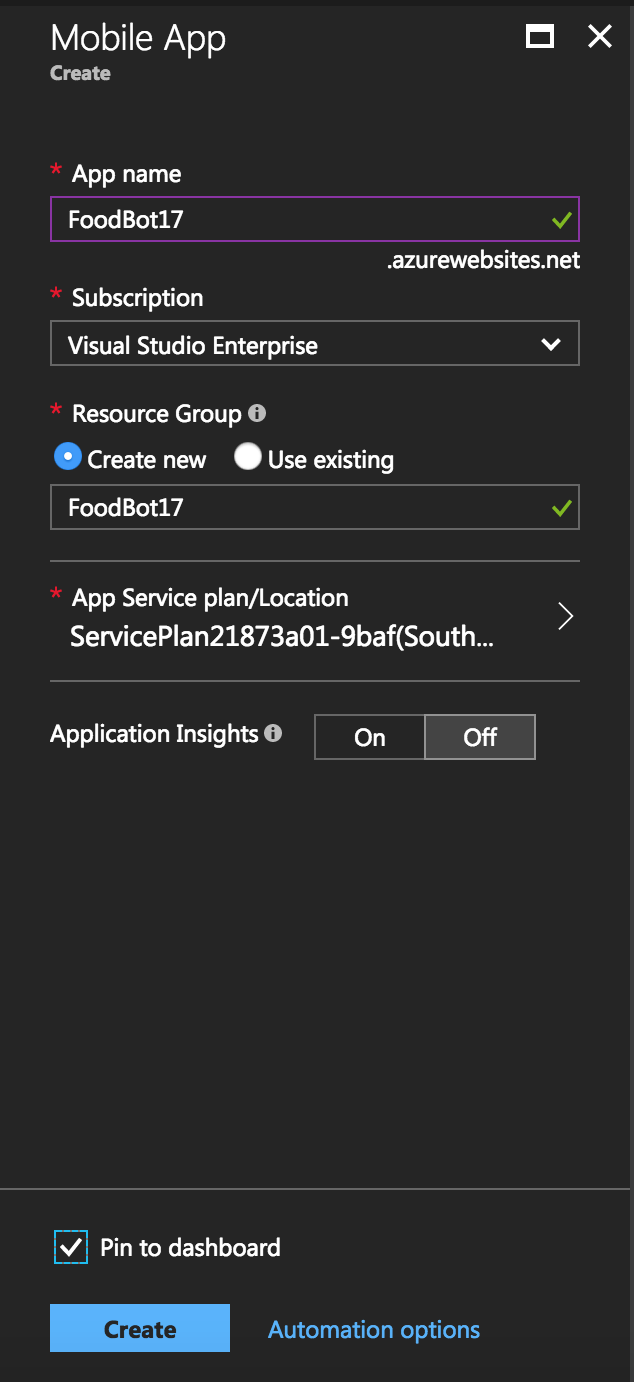 Mobile App
Create
* App name
FoodBot17
.azurewebsites.net
* Subscription
Visual Studio Enterprise
* Resource Group
Create new Use existing
FoodBot17
* App Service plan/Location
ServicePlan21873a01-9baf(South...
Application Insights On Off
Pin to dashboard
Create Automation options